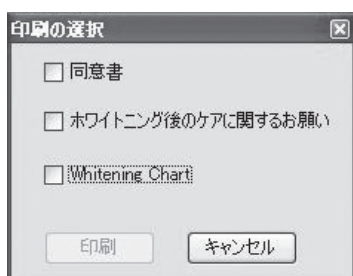 印刷の選択
同意書
ホワイトニング後のケアに関するお願い
Whitening Chart
印刷
キャンセル